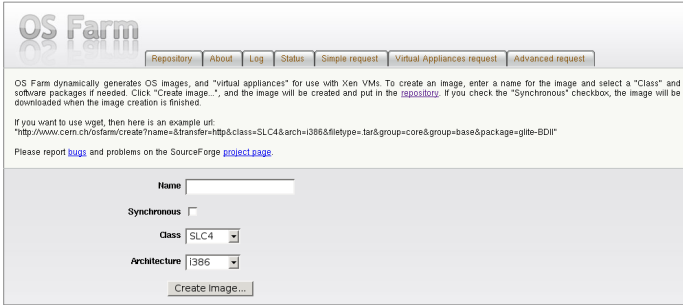 OS Farm
Repository About Log Status Simple request Virtual Appliances request Advanced request
OS Farm dynamically generates OS images, and "virtual appliances" for use with Xen VMs. To create an image, enter a name for the image and select a "Class" and
software packages if needed. Click "Create image...", and the image will be created and put in the repository. If you check the "Synchronous" checkbox, the image will be
downloaded when the image creation is finished.
If you want to use wget, then here is an example url:
"http://www.cern.ch/osfarm/create?name=&transfer=http&class=SLC4&arch=i386&filetype=.tar&group=core&group=base&package=glite-BDII"
Please report bugs and problems on the SourceForge project page.
Name
Synchronous
Class SLC4
Architecture i386
Create Image...